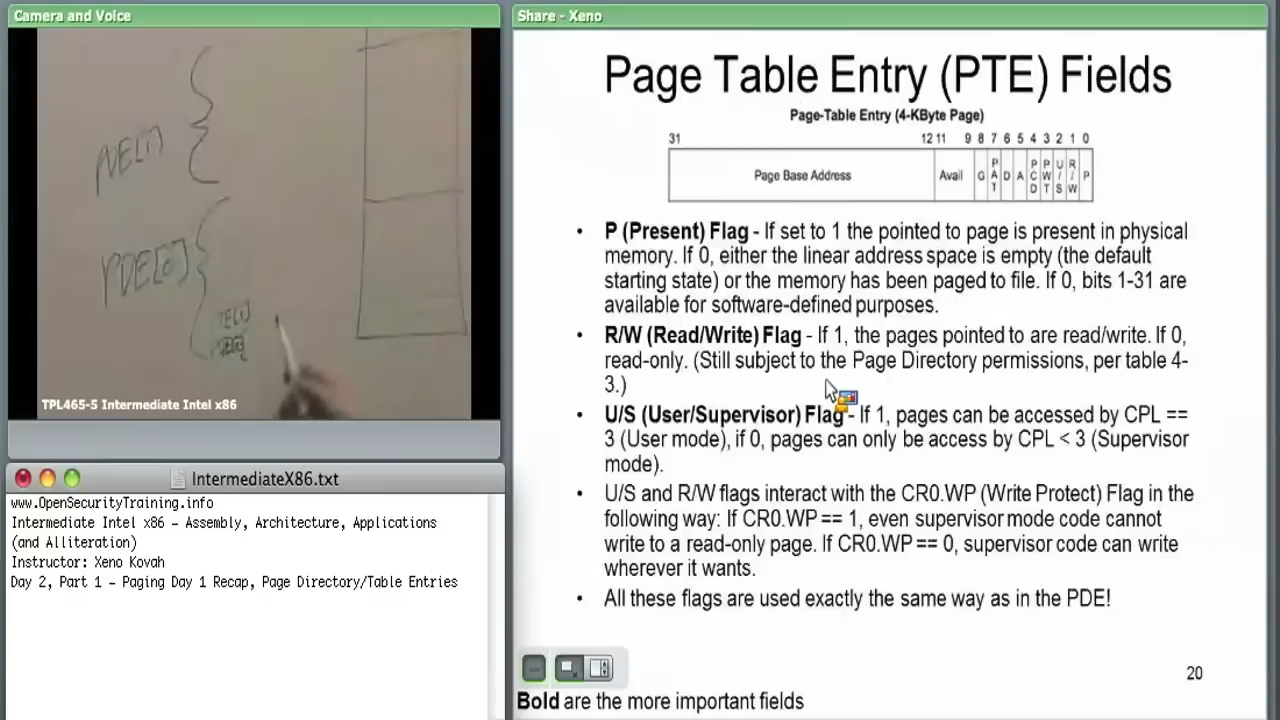 Camera and Voice
PDE[1]
PDE[0]
TPL465-5 Intermediate Intel x86
IntermediateX86.txt
www.OpenSecurityTraining.info
Intermediate Intel x86 – Assembly, Architecture, Applications
(and Alliteration)
Instructor: Xeno Kovah
Day 2, Part 1 – Paging Day 1 Recap, Page Directory/Table Entries
Share - Xeno
Page Table Entry (PTE) Fields
Page-Table Entry (4-KByte Page)
31 12 11 9 8 7 6 5 4 3 2 1 0
Page Base Address Avail G PAT D A PCD PWT U/S R/W P
• P (Present) Flag - If set to 1 the pointed to page is present in physical
memory. If 0, either the linear address space is empty (the default
starting state) or the memory has been paged to file. If 0, bits 1-31 are
available for software-defined purposes.
• R/W (Read/Write) Flag - If 1, the pages pointed to are read/write. If 0,
read-only. (Still subject to the Page Directory permissions, per table 4-
3.)
• U/S (User/Supervisor) Flag - If 1, pages can be accessed by CPL ==
3 (User mode), if 0, pages can only be access by CPL < 3 (Supervisor
mode).
• U/S and R/W flags interact with the CR0.WP (Write Protect) Flag in the
following way: If CR0.WP == 1, even supervisor mode code cannot
write to a read-only page. If CR0.WP == 0, supervisor code can write
wherever it wants.
• All these flags are used exactly the same way as in the PDE!
20
Bold are the more important fields